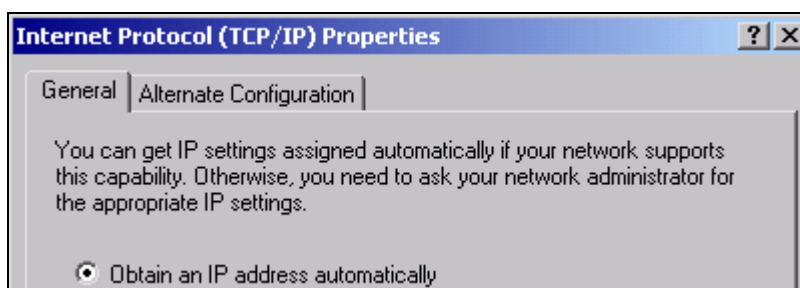 Internet Protocol (TCP/IP) Properties
General
Alternate Configuration
You can get IP settings assigned automatically if your network supports
this capability. Otherwise, you need to ask your network administrator for
the appropriate IP settings.
Obtain an IP address automatically